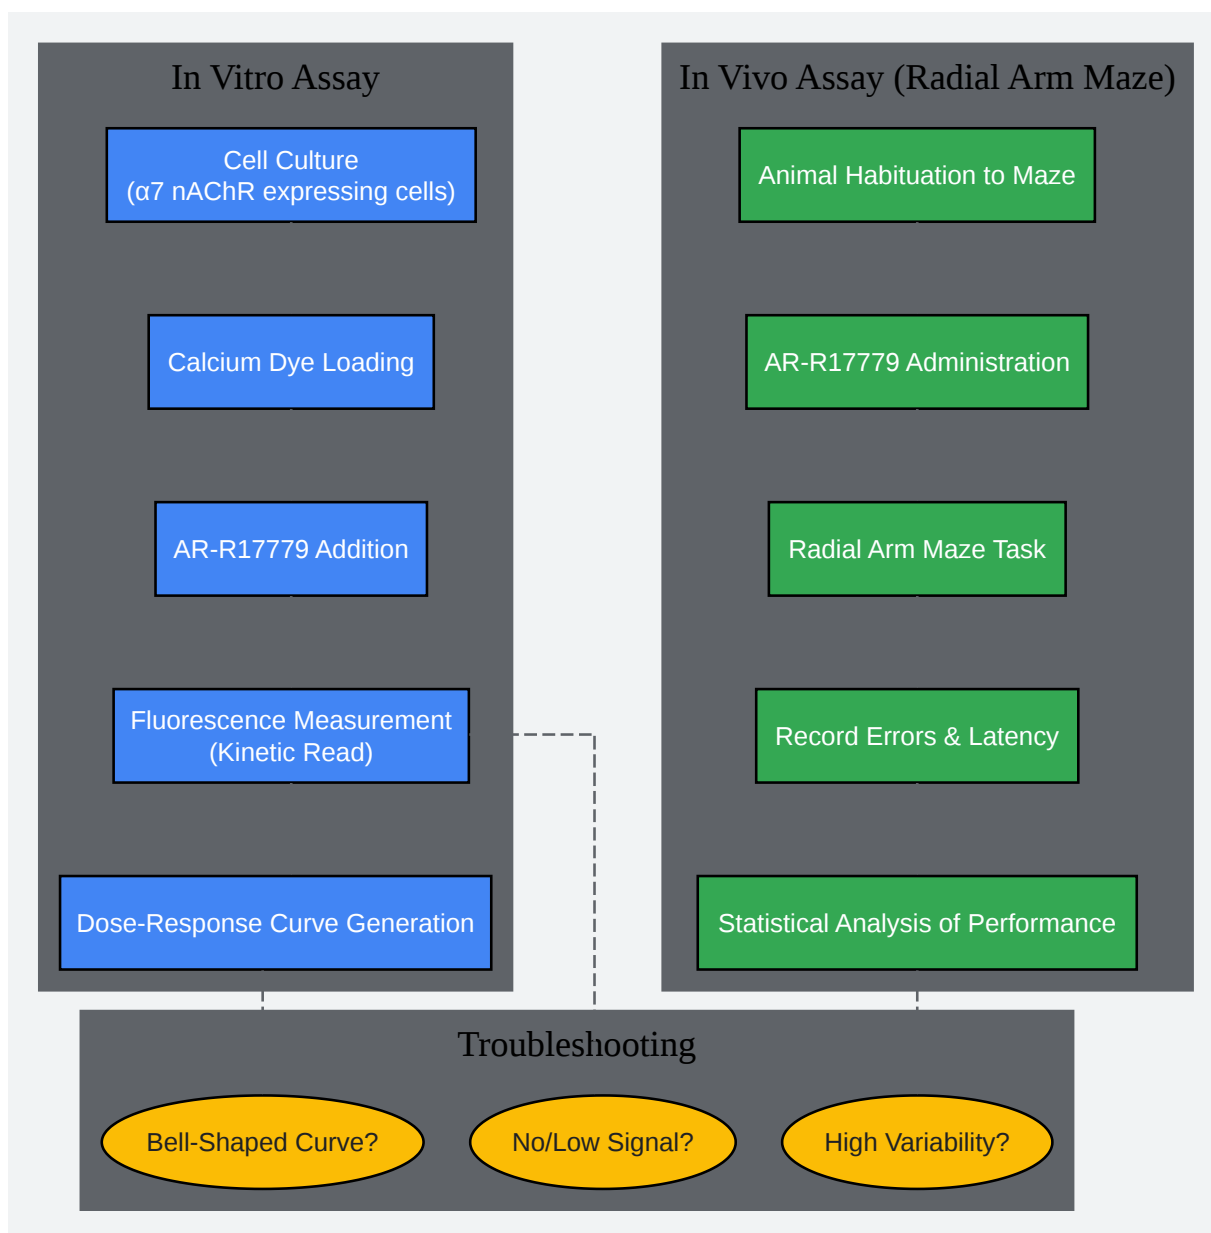 In Vitro Assay
Cell Culture
(α7 nAChR expressing cells)
Calcium Dye Loading
AR-R17779 Addition
Fluorescence Measurement
(Kinetic Read)
Dose-Response Curve Generation
In Vivo Assay (Radial Arm Maze)
Animal Habituation to Maze
AR-R17779 Administration
Radial Arm Maze Task
Record Errors & Latency
Statistical Analysis of Performance
Troubleshooting
Bell-Shaped Curve?
No/Low Signal?
High Variability?